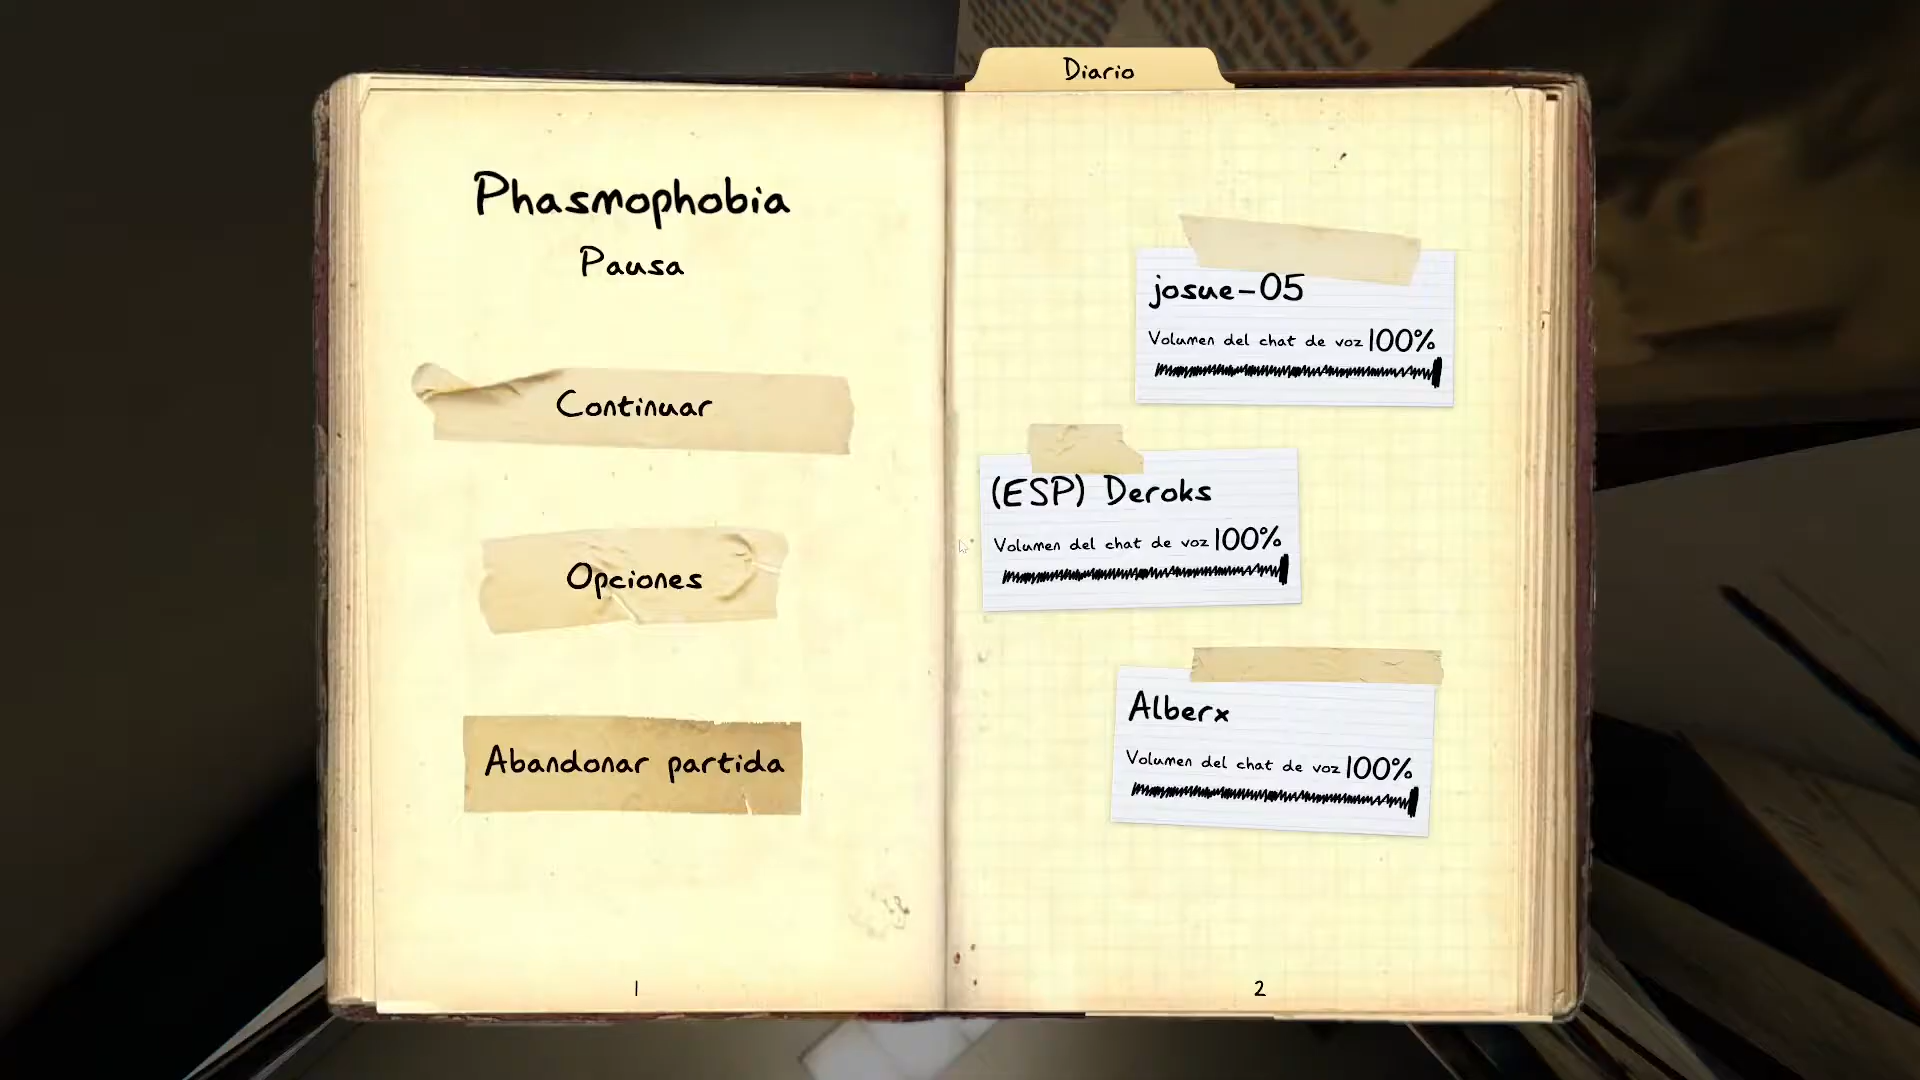 Diario
Phasmophobia
Pausa
Continuar
Opciones
Abandonar partida
1
josue-05
Volumen del chat de voz 100%
(ESP) Deroks
Volumen del chat de voz 100%
Alberx
Volumen del chat de voz 100%
2